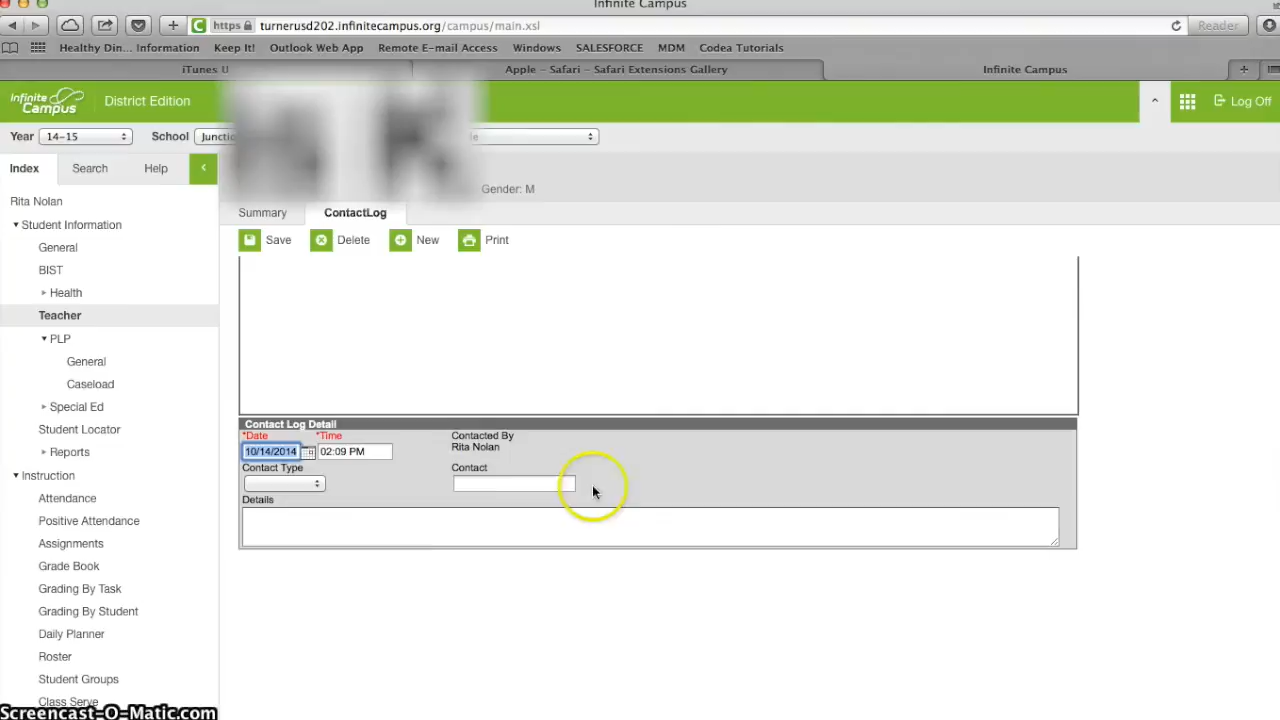 Infinite Campus
https turnerusd202.infinitecampus.org/campus/main.xsl
Reader
Healthy Din... Information Keep It! Outlook Web App Remote E-mail Access Windows SALESFORCE MDM Codea Tutorials
iTunes U Apple – Safari – Safari Extensions Gallery Infinite Campus
Infinite Campus District Edition Log Off
Year 14-15 School Junctio
Index Search Help
Gender: M
Rita Nolan
Summary ContactLog
Student Information
Save Delete New Print
General
BIST
Health
Teacher
PLP
General
Caseload
Special Ed
Student Locator
Reports
Instruction
Attendance
Positive Attendance
Assignments
Grade Book
Grading By Task
Grading By Student
Daily Planner
Roster
Student Groups
Class Serve
Contact Log Detail
*Date *Time Contacted By
10/14/2014 02:09 PM Rita Nolan
Contact Type Contact
Details
Screencast-O-Matic.com